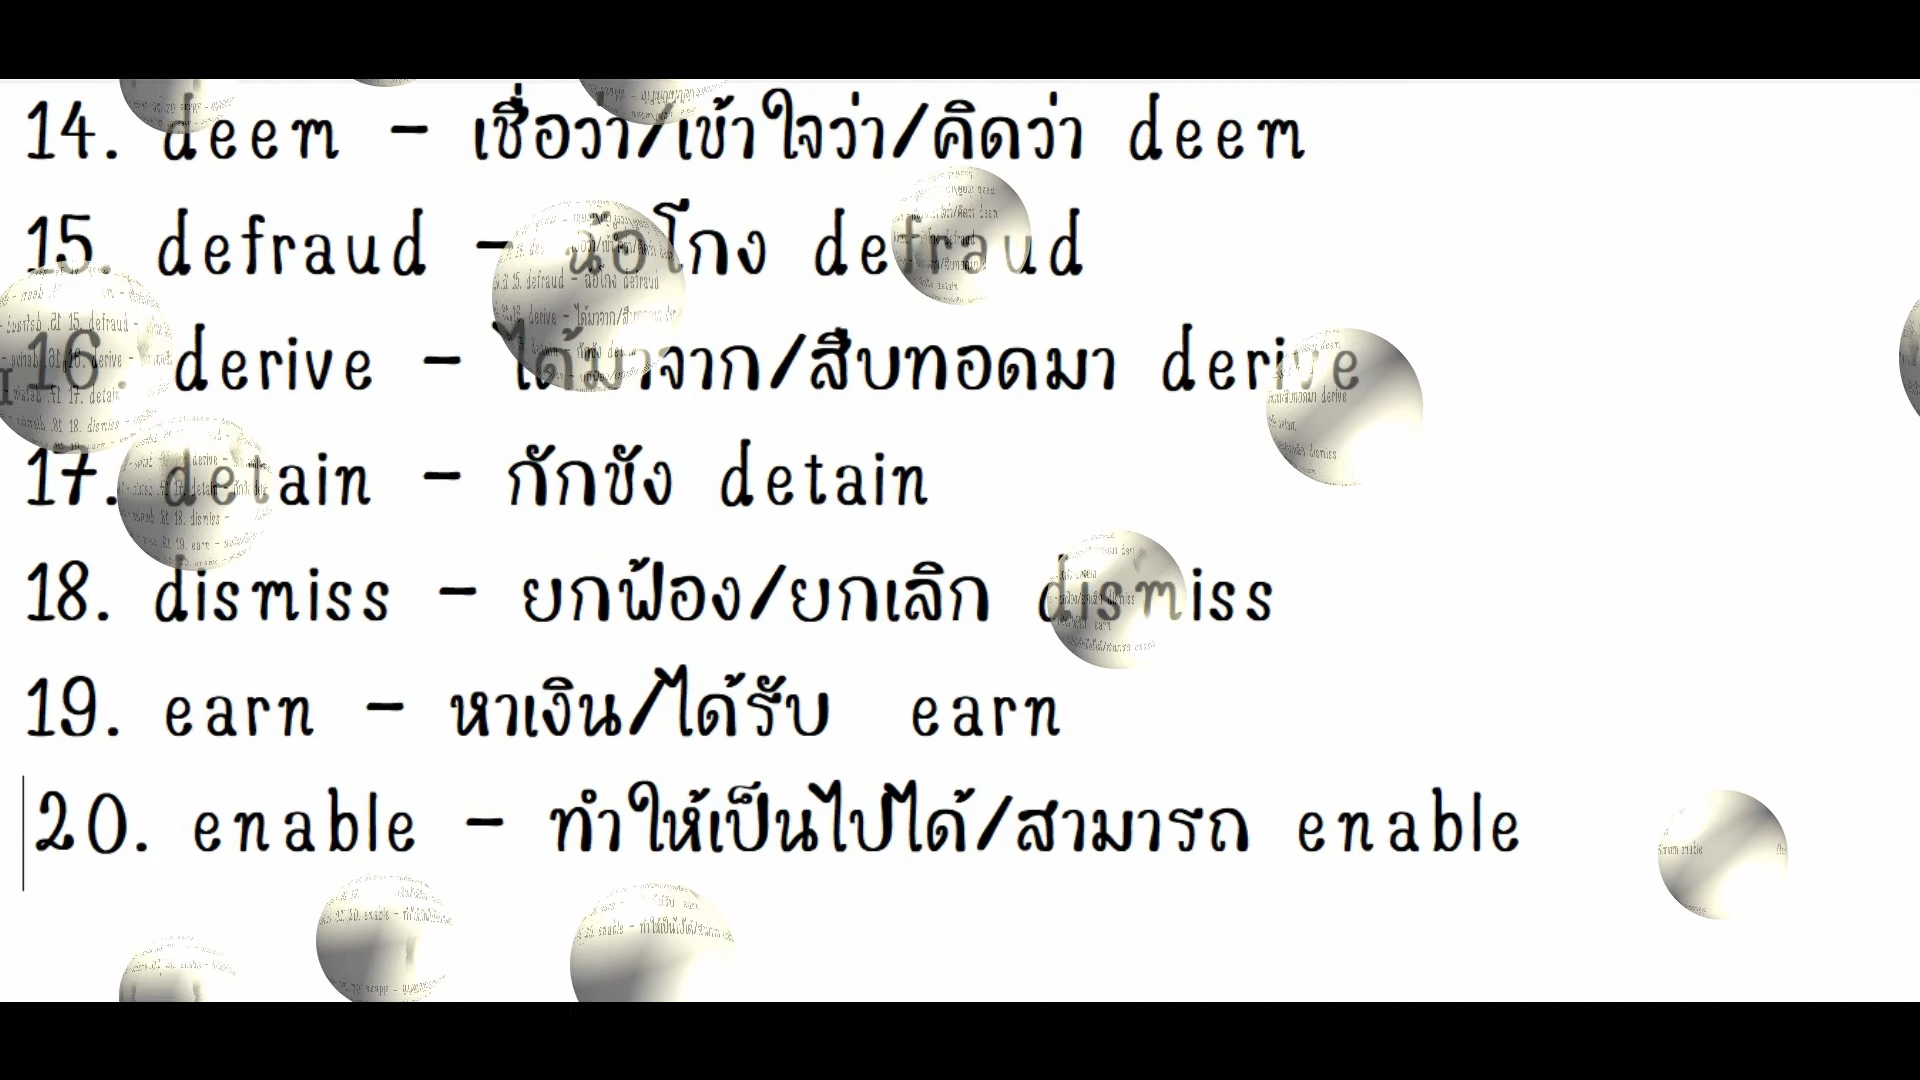 14. deem - เชื่อว่า/เข้าใจว่า/คิดว่า deem
15. defraud - ฉ้อโกง defraud
16. derive - ได้มาจาก/สืบทอดมา derive
17. detain - กักขัง detain
18. dismiss - ยกฟ้อง/ยกเลิก dismiss
19. earn - หาเงิน/ได้รับ earn
20. enable - ทำให้เป็นไปได้/สามารถ enable